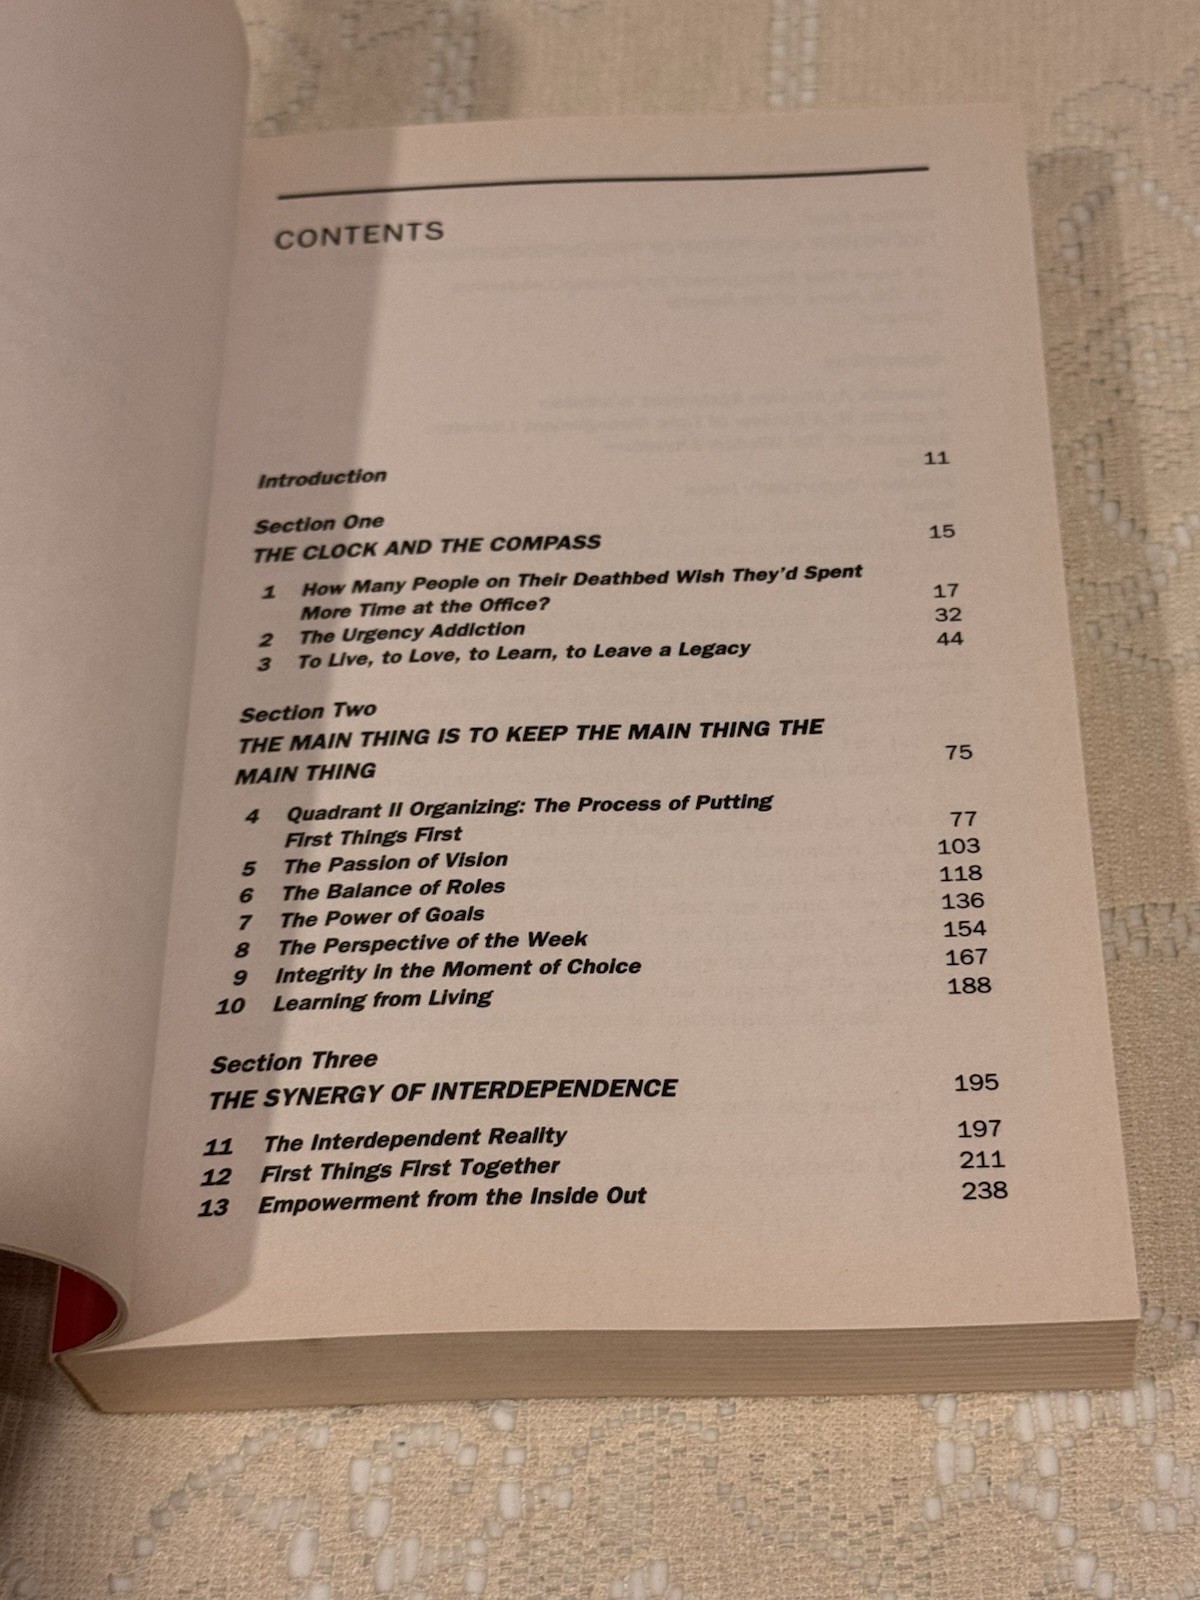 CONTENTS
Introduction 11
Section One
THE CLOCK AND THE COMPASS 15
1 How Many People on Their Deathbed Wish They'd Spent
More Time at the Office? 17
2 The Urgency Addiction 32
3 To Live, to Love, to Learn, to Leave a Legacy 44
Section Two
THE MAIN THING IS TO KEEP THE MAIN THING THE
MAIN THING 75
4 Quadrant II Organizing: The Process of Putting
First Things First 77
5 The Passion of Vision 103
6 The Balance of Roles 118
7 The Power of Goals 136
8 The Perspective of the Week 154
9 Integrity in the Moment of Choice 167
10 Learning from Living 188
Section Three
THE SYNERGY OF INTERDEPENDENCE 195
11 The Interdependent Reality 197
12 First Things First Together 211
13 Empowerment from the Inside Out 238